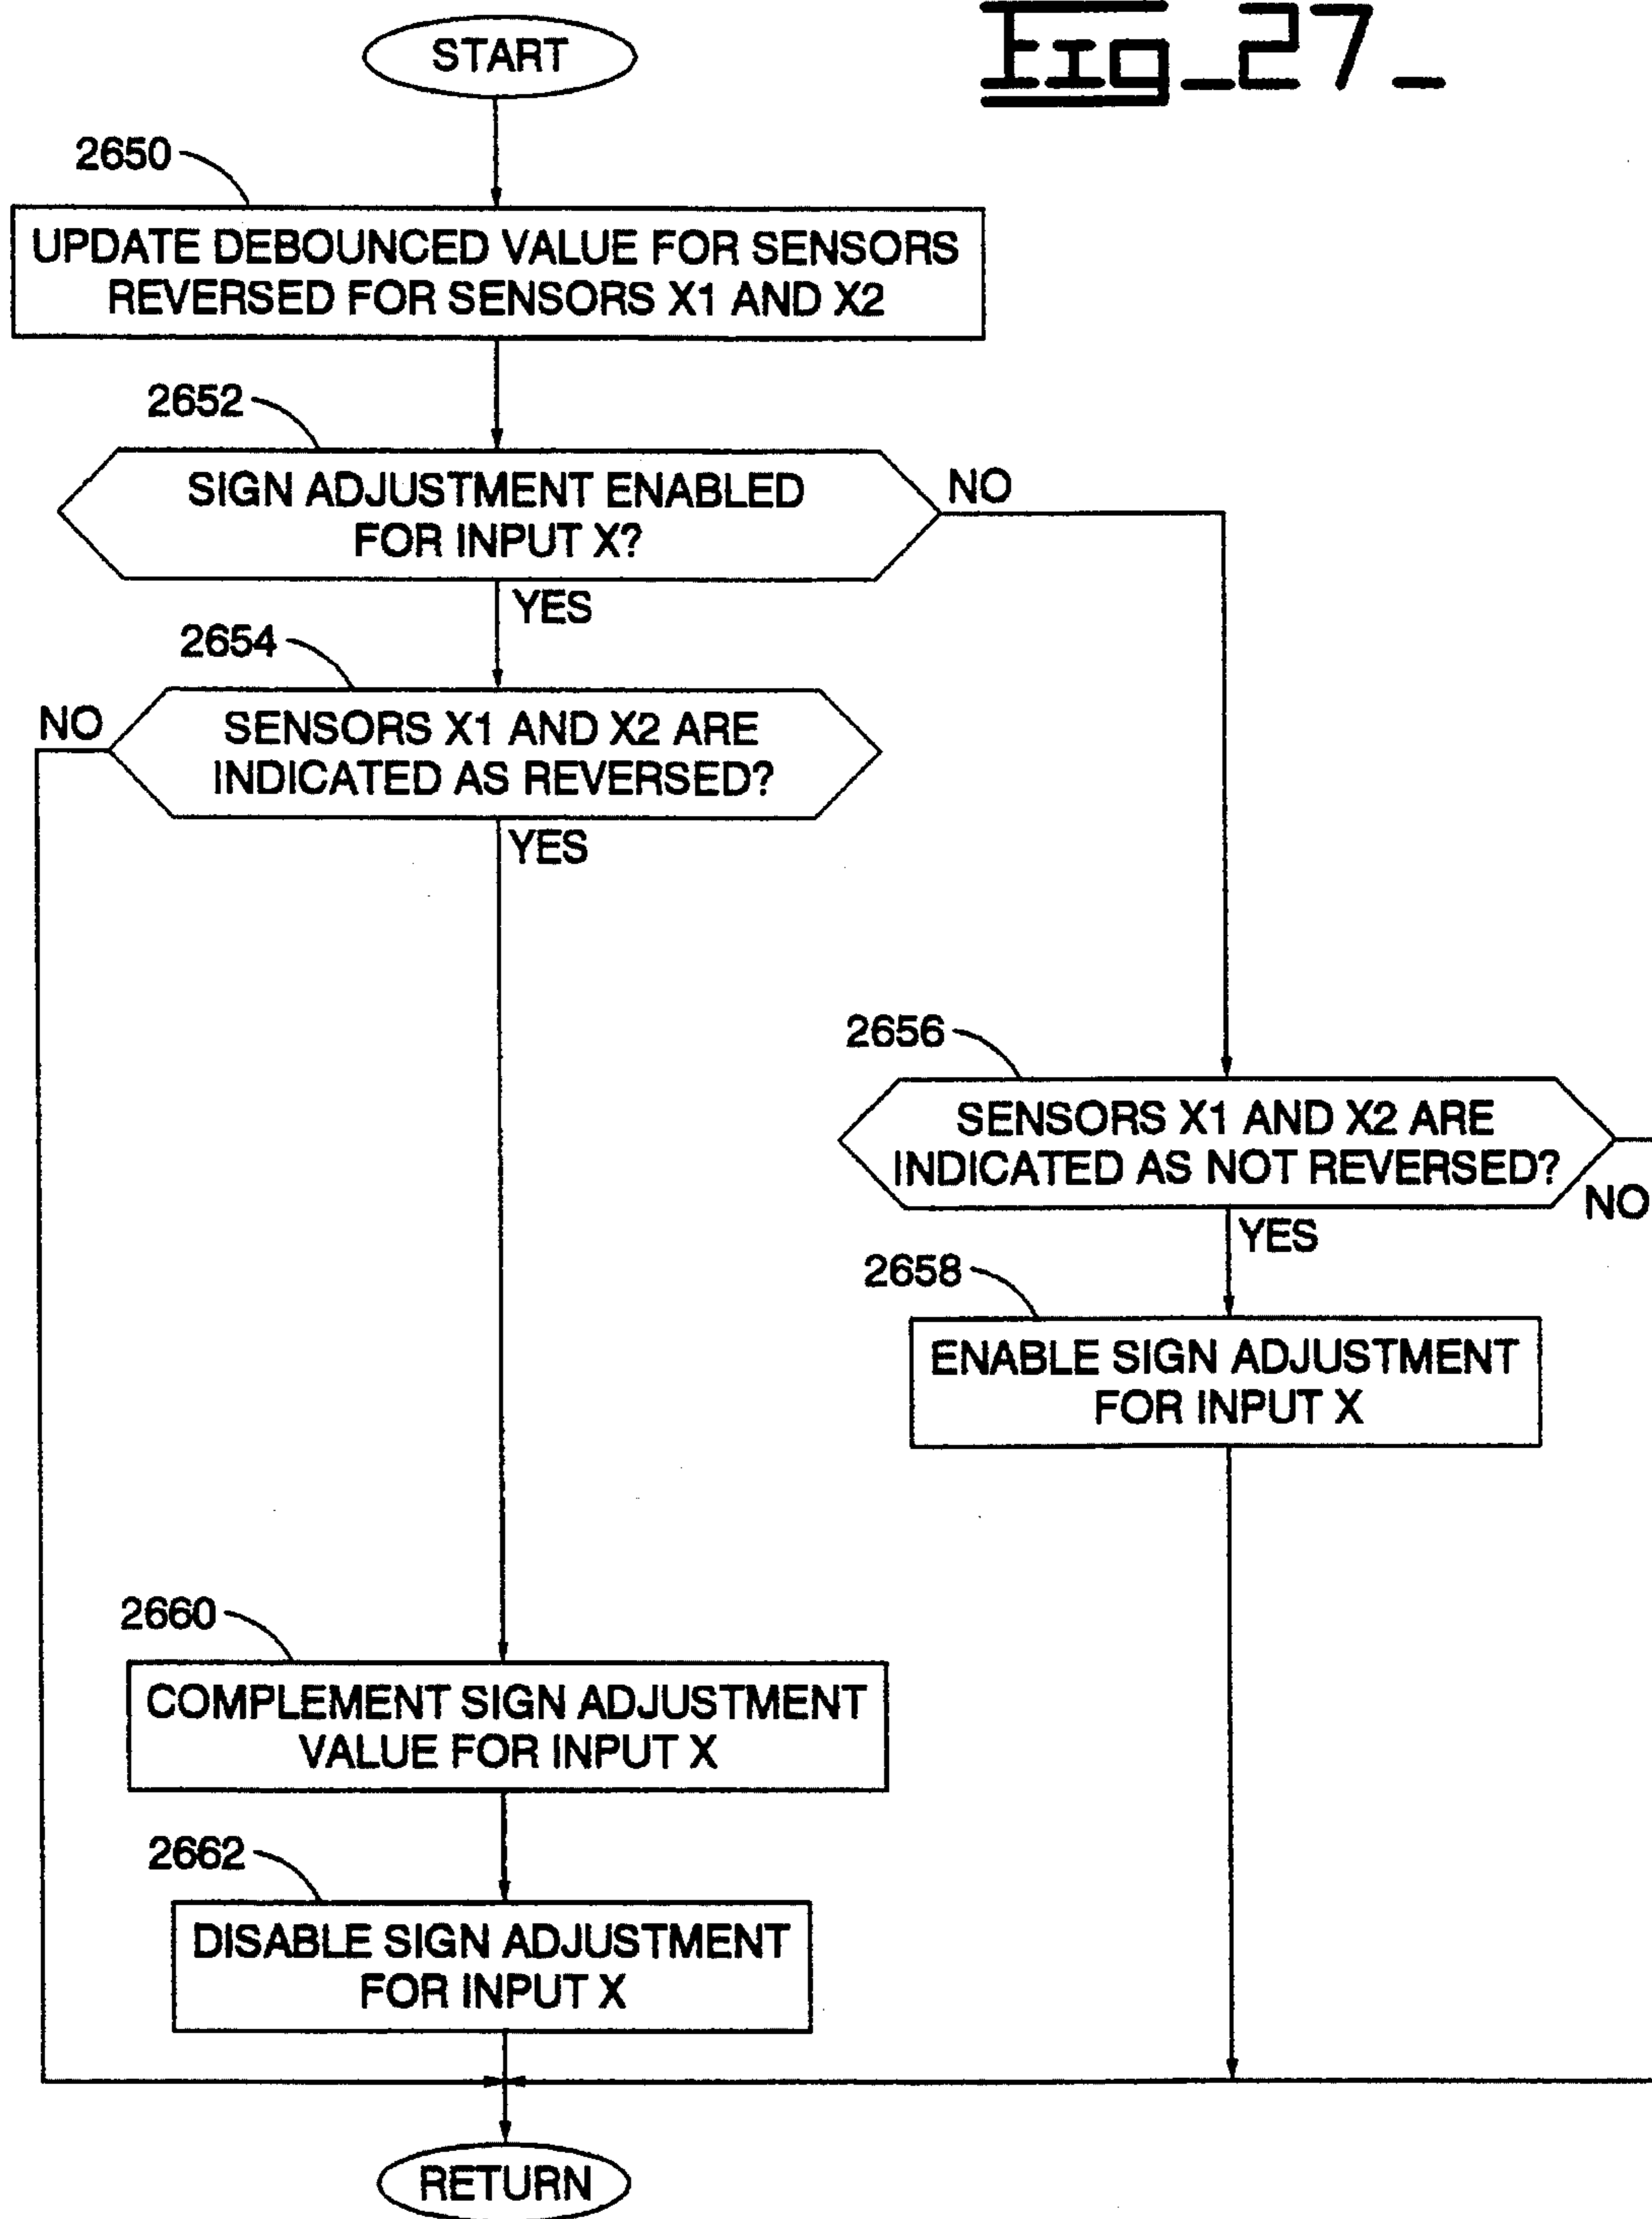 Fig_27_
START
2650
UPDATE DEBOUNCED VALUE FOR SENSORS
REVERSED FOR SENSORS X1 AND X2
2652
SIGN ADJUSTMENT ENABLED
FOR INPUT X?
NO
YES
2654
NO
SENSORS X1 AND X2 ARE
INDICATED AS REVERSED?
YES
2656
SENSORS X1 AND X2 ARE
INDICATED AS NOT REVERSED?
NO
YES
2658
ENABLE SIGN ADJUSTMENT
FOR INPUT X
2660
COMPLEMENT SIGN ADJUSTMENT
VALUE FOR INPUT X
2662
DISABLE SIGN ADJUSTMENT
FOR INPUT X
RETURN